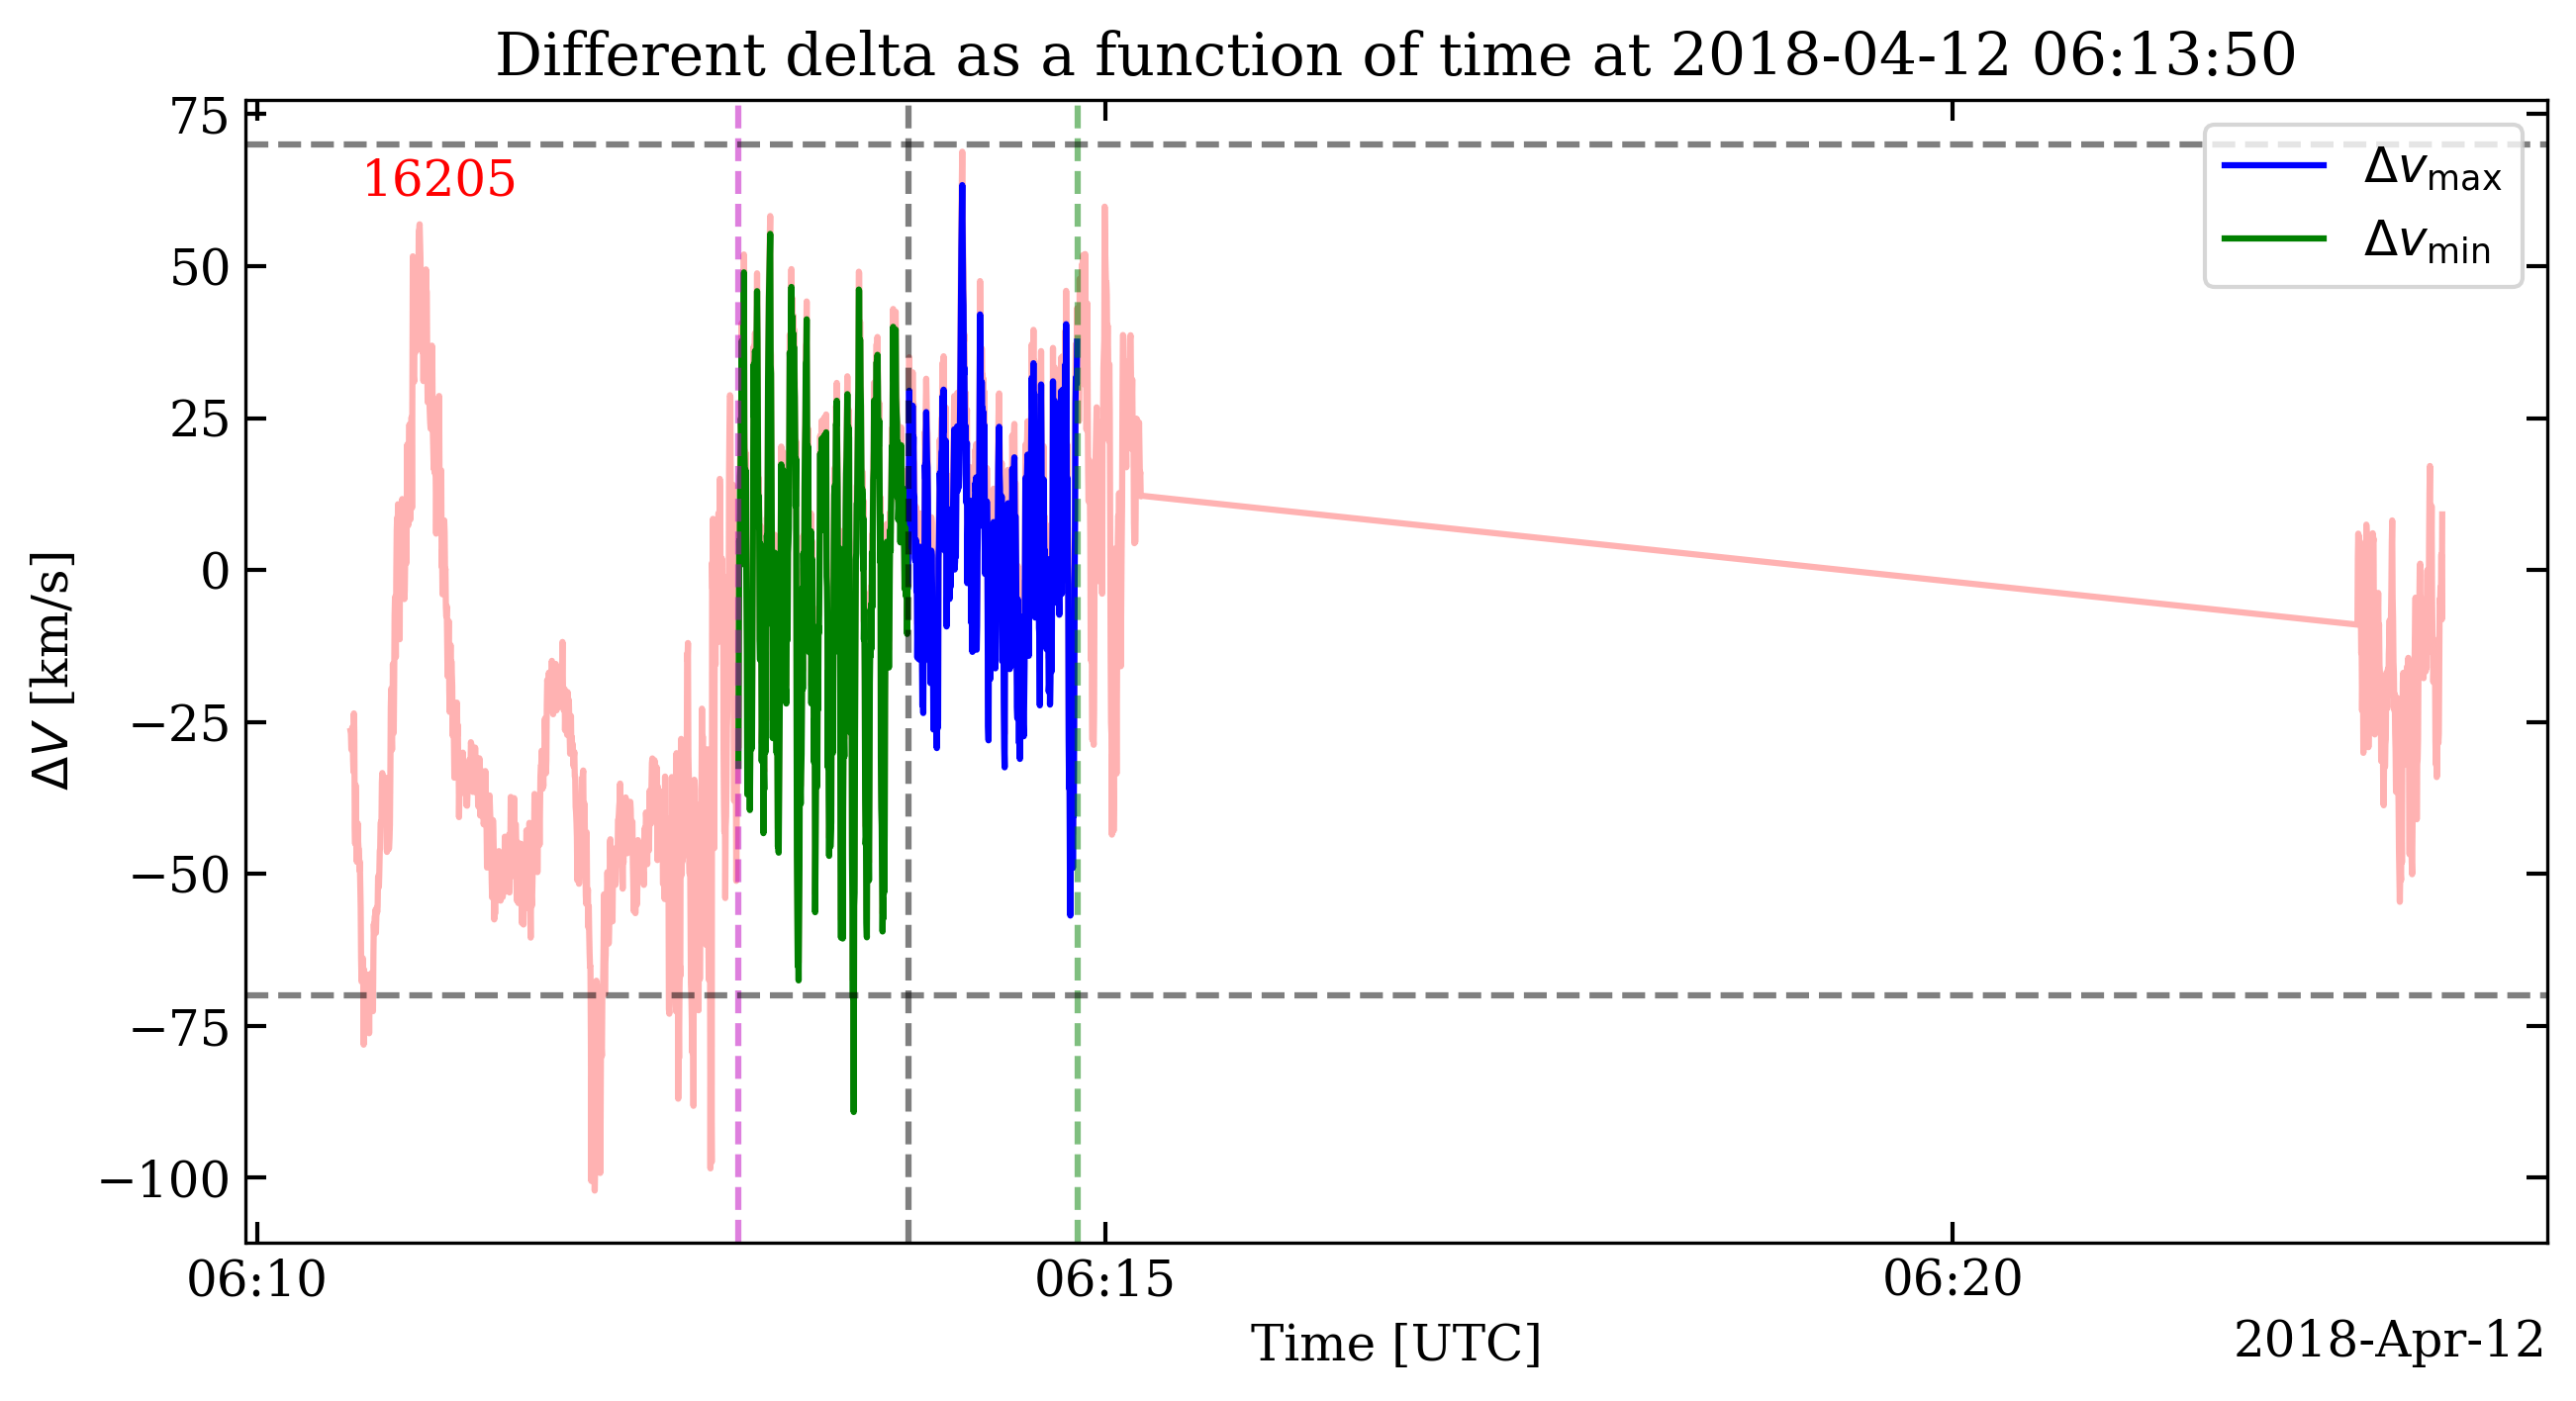 Different delta as a function of time at 2018-04-12 06:13:50
75
50
25
0
−25
−50
−75
−100
ΔV [km/s]
16205
Δvmax
Δvmin
06:10
06:15
06:20
Time [UTC]
2018-Apr-12